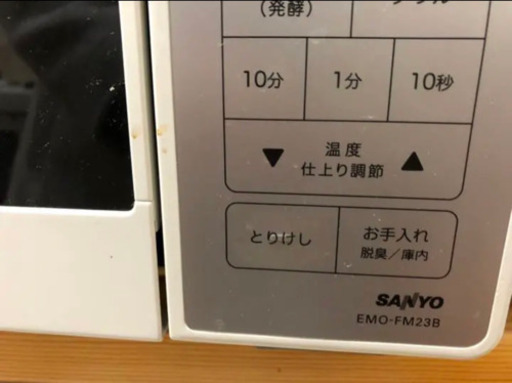 (発酵)
10分 1分 10秒
温度
仕上り調節
とりけし お手入れ
脱臭/庫内
SANYO
EMO-FM23B